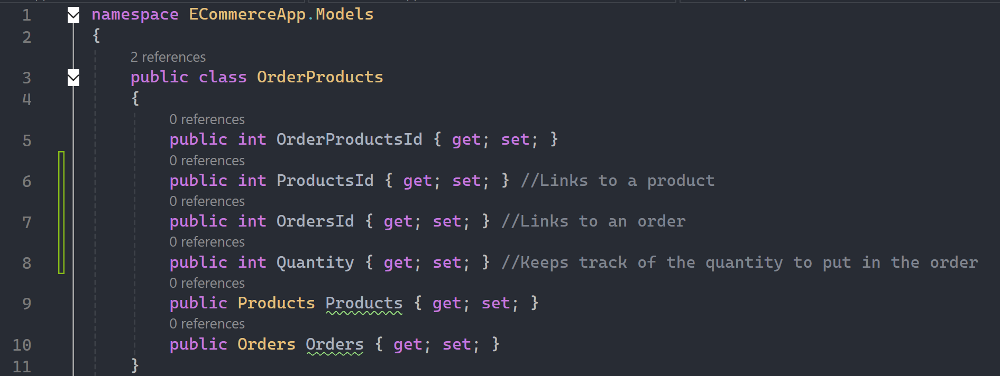 1 namespace ECommerceApp.Models
2 {
2 references
3 public class OrderProducts
4 {
0 references
5 public int OrderProductsId { get; set; }
0 references
6 public int ProductsId { get; set; } //Links to a product
0 references
7 public int OrdersId { get; set; } //Links to an order
0 references
8 public int Quantity { get; set; } //Keeps track of the quantity to put in the order
0 references
9 public Products Products { get; set; }
0 references
10 public Orders Orders { get; set; }
11 }